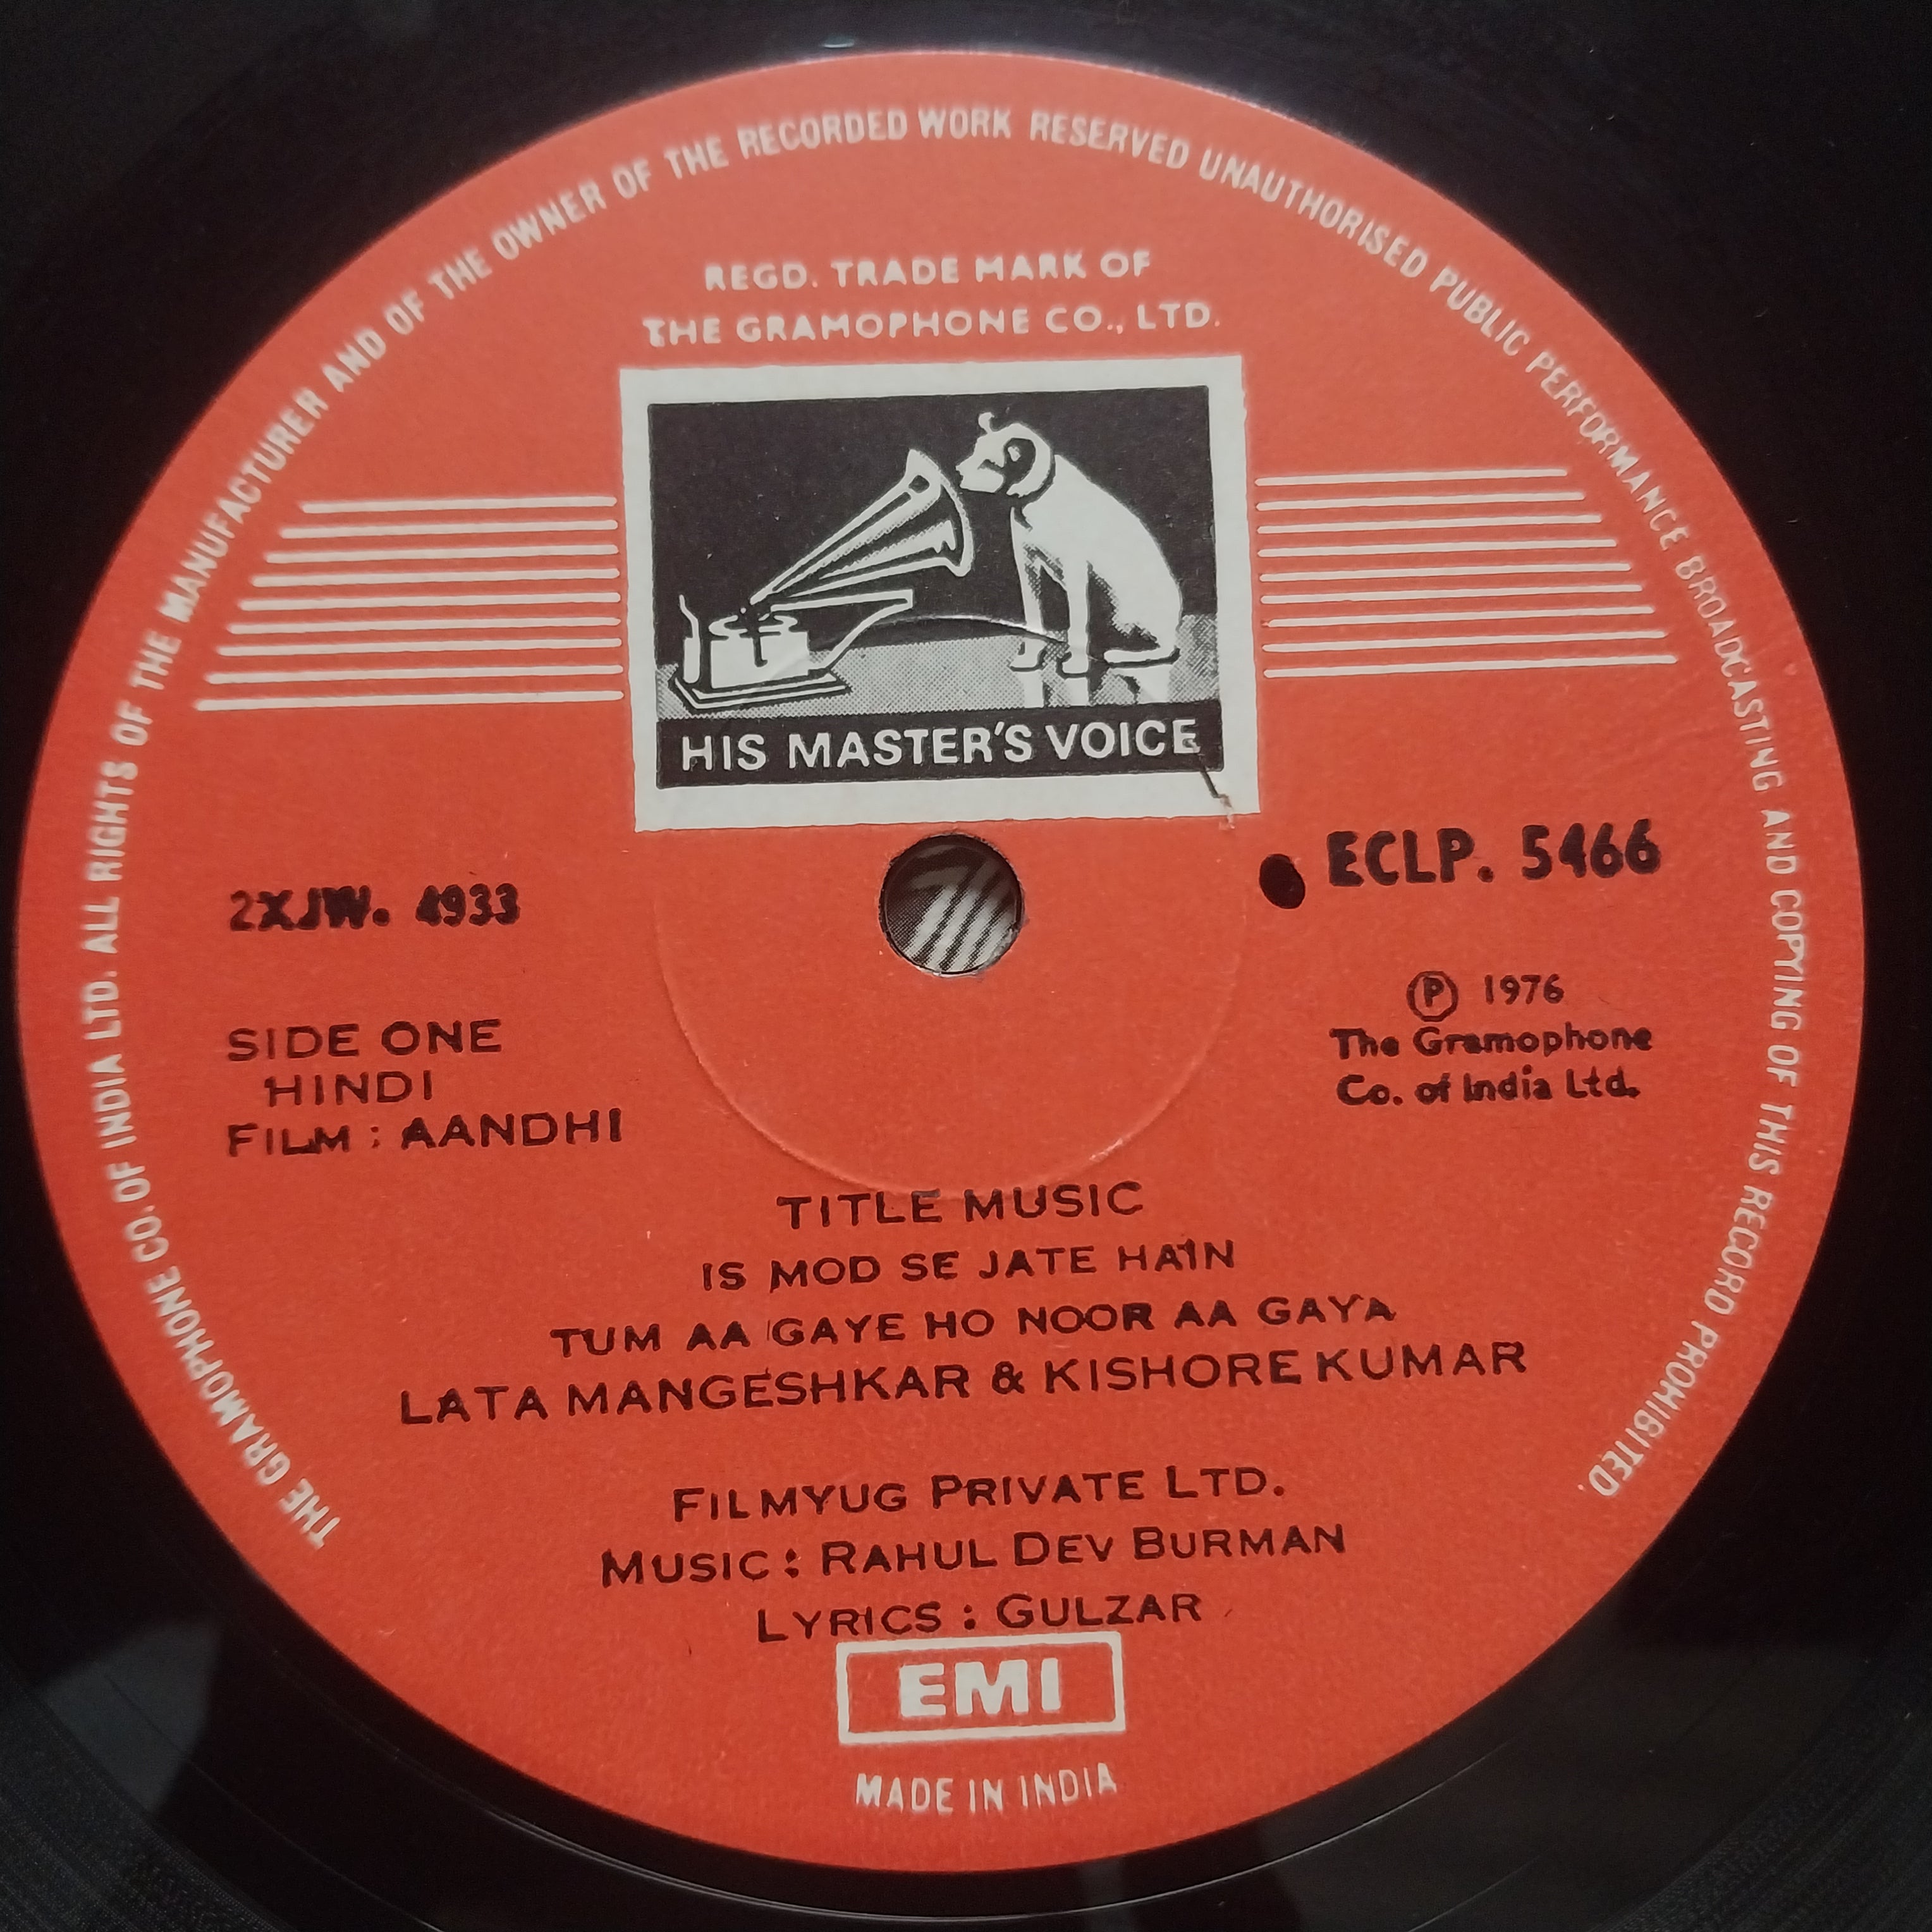 THE GRAMOPHONE CO. OF INDIA LTD. ALL RIGHTS OF THE MANUFACTURER AND OF THE OWNER OF THE RECORDED WORK RESERVED UNAUTHORISED PUBLIC PERFORMANCE BROADCASTING AND COPYING OF THIS RECORD PROHIBITED.
REGD. TRADE MARK OF
THE GRAMOPHONE CO., LTD.
HIS MASTER'S VOICE
2XJW. 4933
ECLP. 5466
SIDE ONE
HINDI
FILM : AANDHI
Ⓟ 1976
The Gramophone
Co. of India Ltd.
TITLE MUSIC
IS MOD SE JATE HAIN
TUM AA GAYE HO NOOR AA GAYA
LATA MANGESHKAR & KISHORE KUMAR
FILMYUG PRIVATE LTD.
MUSIC : RAHUL DEV BURMAN
LYRICS : GULZAR
EMI
MADE IN INDIA